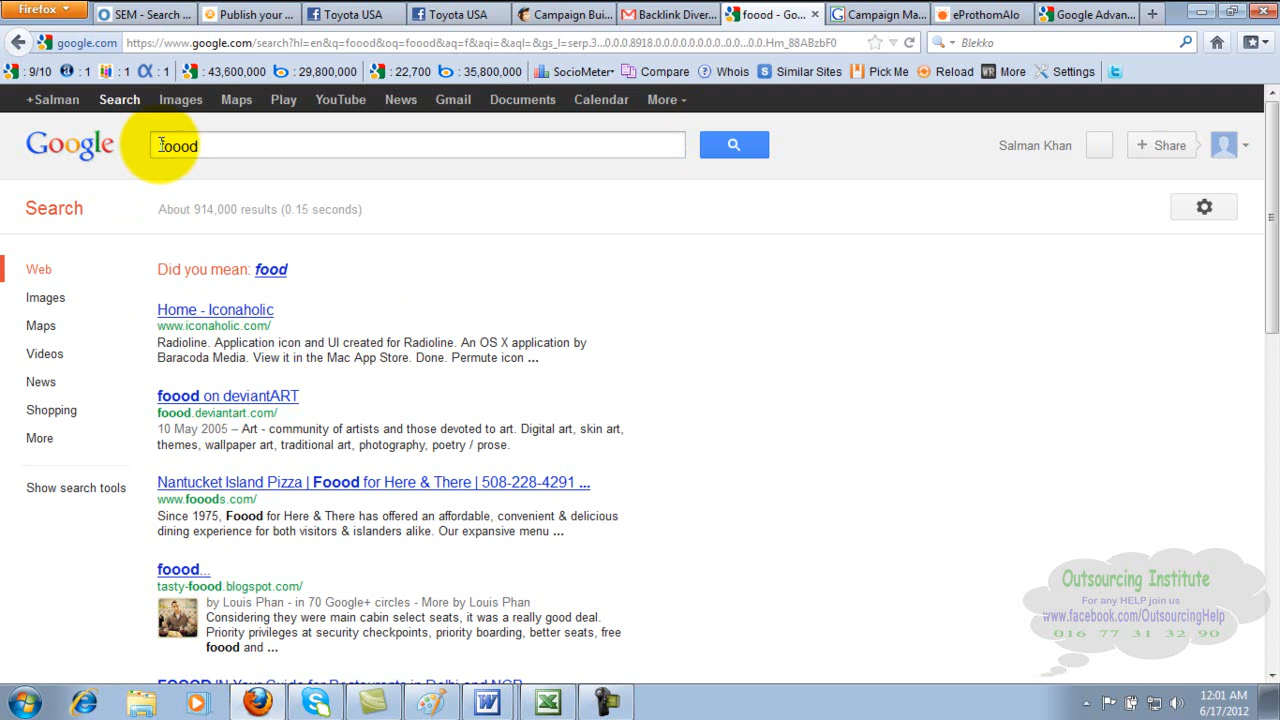 Firefox
SEM - Search ...
Publish your ...
Toyota USA
Toyota USA
Campaign Bui...
Backlink Diver...
foood - Go...
Campaign Ma...
eProthomAlo
Google Advan...
google.com
https://www.google.com/search?hl=en&q=foood&oq=foood&aq=f&aqi=&aql=&gs_l=serp.3...0.0.0.8918.0.0.0.0.0.0.0.0..0.0...0.0.Hm_88ABzbF0
Blekko
: 9/10
: 1
: 1
: 1
: 43,600,000
: 29,800,000
: 22,700
: 35,800,000
SocioMeter
Compare
Whois
Similar Sites
Pick Me
Reload
WR More
Settings
+Salman Search Images Maps Play YouTube News Gmail Documents Calendar More
Google
foood
Salman Khan
+ Share
Search
About 914,000 results (0.15 seconds)
Web
Images
Maps
Videos
News
Shopping
More
Show search tools
Did you mean: food
Home - Iconaholic
www.iconaholic.com/
Radioline. Application icon and UI created for Radioline. An OS X application by
Baracoda Media. View it in the Mac App Store. Done. Permute icon ...
foood on deviantART
foood.deviantart.com/
10 May 2005 – Art - community of artists and those devoted to art. Digital art, skin art,
themes, wallpaper art, traditional art, photography, poetry / prose.
Nantucket Island Pizza | Foood for Here & There | 508-228-4291 ...
www.fooods.com/
Since 1975, Foood for Here & There has offered an affordable, convenient & delicious
dining experience for both visitors & islanders alike. Our expansive menu ...
foood...
tasty-foood.blogspot.com/
by Louis Phan - in 70 Google+ circles - More by Louis Phan
Considering they were main cabin select seats, it was a really good deal.
Priority privileges at security checkpoints, priority boarding, better seats, free
foood and ...
FOOOD IN-Your Guide for Restaurants in Delhi and NCR
Outsourcing Institute
For any HELP join us
www.facebook.com/OutsourcingHelp
016 77 31 32 90
12:01 AM
6/17/2012